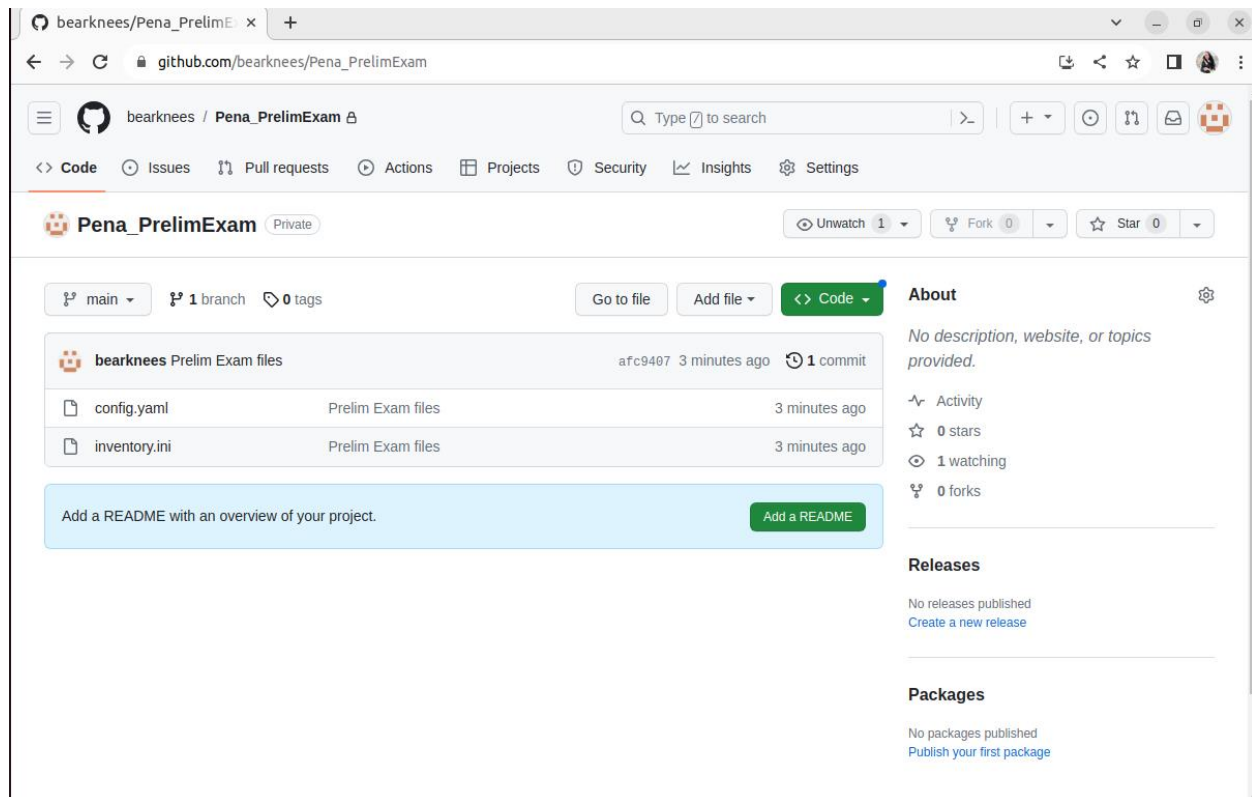 bearknees/Pena_PrelimE
github.com/bearknees/Pena_PrelimExam
bearknees / Pena_PrelimExam
Type / to search
Code Issues Pull requests Actions Projects Security Insights Settings
Pena_PrelimExam Private
Unwatch 1 Fork 0 Star 0
main 1 branch 0 tags
Go to file Add file Code
bearknees Prelim Exam files afc9407 3 minutes ago 1 commit
config.yaml Prelim Exam files 3 minutes ago
inventory.ini Prelim Exam files 3 minutes ago
Add a README with an overview of your project. Add a README
About
No description, website, or topics
provided.
Activity
0 stars
1 watching
0 forks
Releases
No releases published
Create a new release
Packages
No packages published
Publish your first package